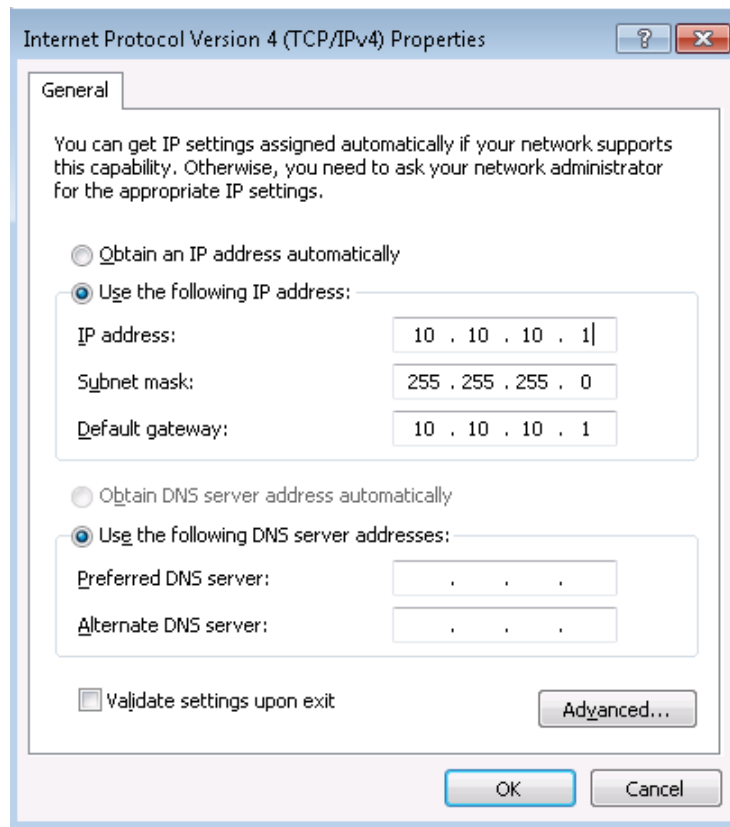 Internet Protocol Version 4 (TCP/IPv4) Properties
General
You can get IP settings assigned automatically if your network supports
this capability. Otherwise, you need to ask your network administrator
for the appropriate IP settings.
Obtain an IP address automatically
Use the following IP address:
IP address: 10 . 10 . 10 . 1
Subnet mask: 255 . 255 . 255 . 0
Default gateway: 10 . 10 . 10 . 1
Obtain DNS server address automatically
Use the following DNS server addresses:
Preferred DNS server: . . .
Alternate DNS server: . . .
Validate settings upon exit
Advanced...
OK Cancel